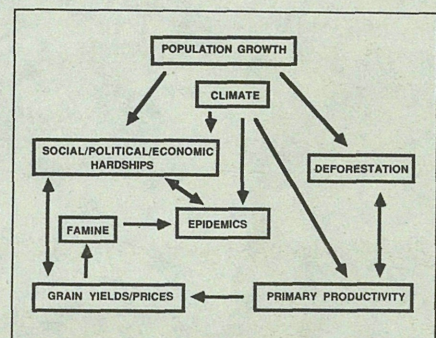 POPULATION GROWTH
CLIMATE
SOCIAL/POLITICAL/ECONOMIC
HARDSHIPS
DEFORESTATION
EPIDEMICS
FAMINE
GRAIN YIELDS/PRICES
PRIMARY PRODUCTIVITY